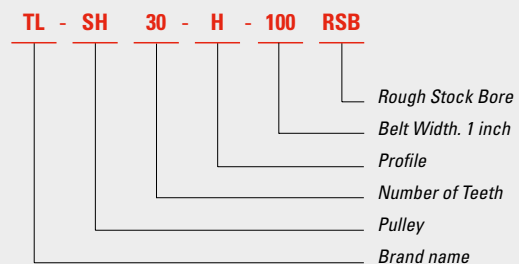 TL - SH 30 - H - 100 RSB
Rough Stock Bore
Belt Width. 1 inch
Profile
Number of Teeth
Pulley
Brand name